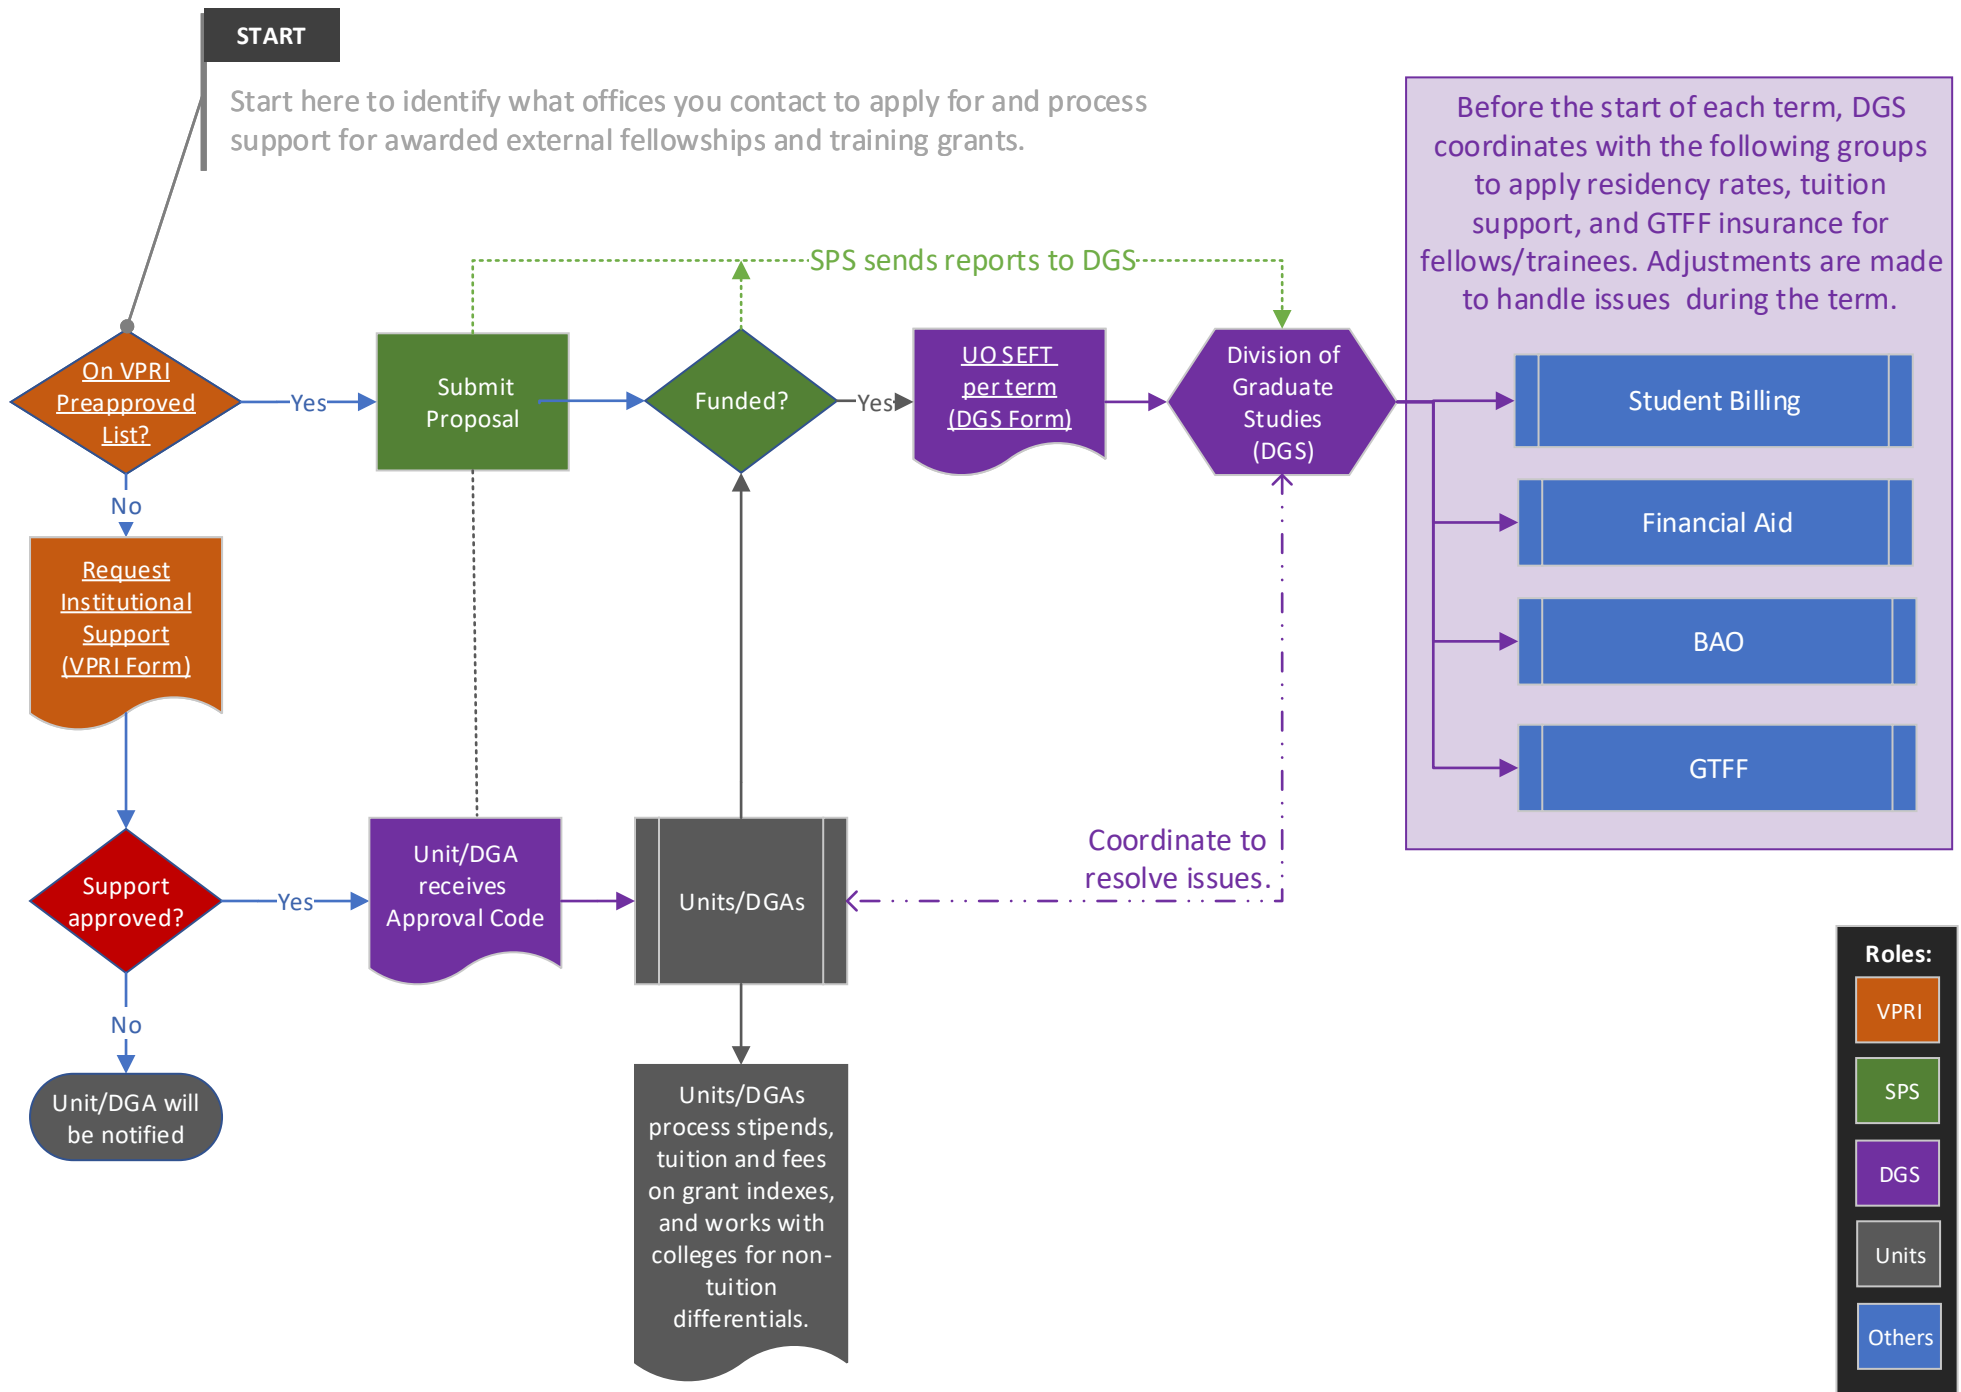 START
Start here to identify what offices you contact to apply for and process
support for awarded external fellowships and training grants.
Before the start of each term, DGS
coordinates with the following groups
to apply residency rates, tuition
support, and GTFF insurance for
fellows/trainees. Adjustments are made
to handle issues  during the term.
SPS sends reports to DGS
On VPRI
Preapproved
List?
Yes
Submit
Proposal
Funded?
Yes
UO SEFT
per term
(DGS Form)
Division of
Graduate
Studies
(DGS)
Student Billing
Financial Aid
BAO
GTFF
No
Request
Institutional
Support
(VPRI Form)
Support
approved?
Yes
Unit/DGA
receives
Approval Code
Units/DGAs
Coordinate to
resolve issues.
No
Unit/DGA will
be notified
Units/DGAs
process stipends,
tuition and fees
on grant indexes,
and works with
colleges for non-
tuition
differentials.
Roles:
VPRI
SPS
DGS
Units
Others